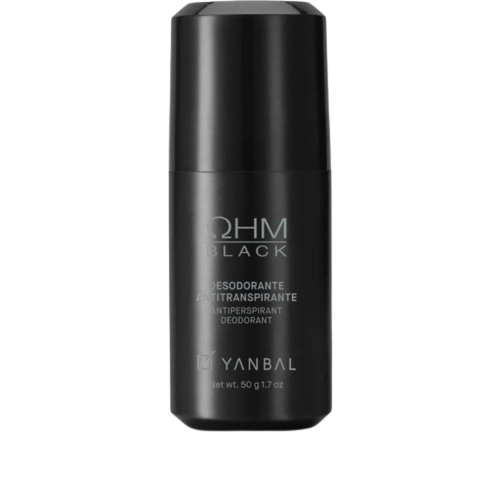 ΩHM
BLACK
DESODORANTE
ANTITRANSPIRANTE
ANTIPERSPIRANT
DEODORANT
YANBAL
Net wt. 50 g 1.7 oz